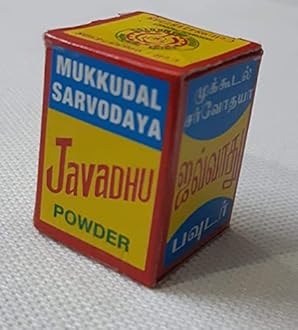 MUKKUDAL
SARVODAYA
JAVADHU
POWDER
முக்கூடல்
சர்வோதயா
ஜவ்வாது
பவுடர்